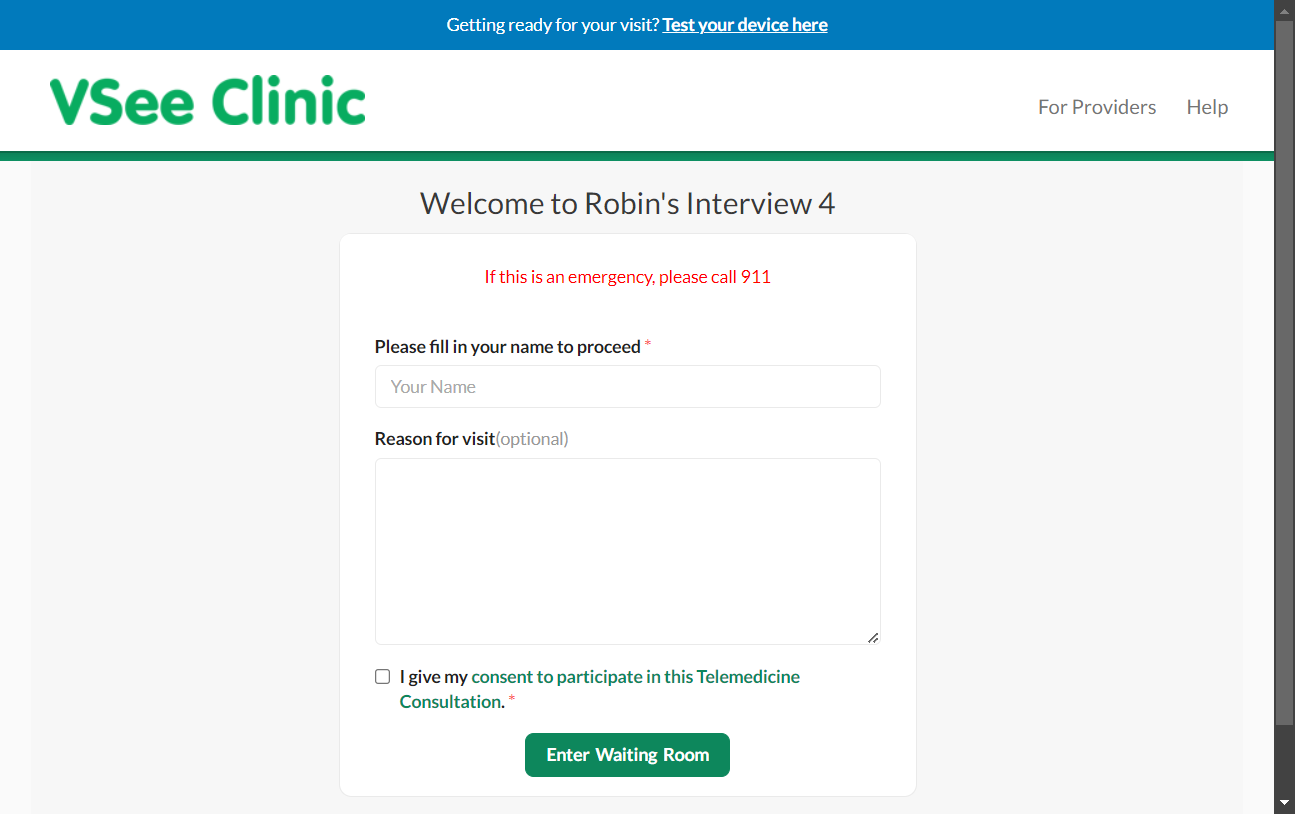 Getting ready for your visit? Test your device here
VSee Clinic
For Providers Help
Welcome to Robin's Interview 4
If this is an emergency, please call 911
Please fill in your name to proceed *
Your Name
Reason for visit(optional)
I give my consent to participate in this Telemedicine
Consultation. *
Enter Waiting Room